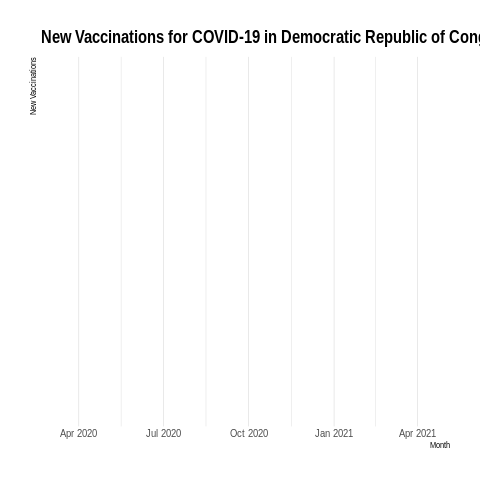 New Vaccinations for COVID-19 in Democratic Republic of Cong
New Vaccinations
Apr 2020
Jul 2020
Oct 2020
Jan 2021
Apr 2021
Month